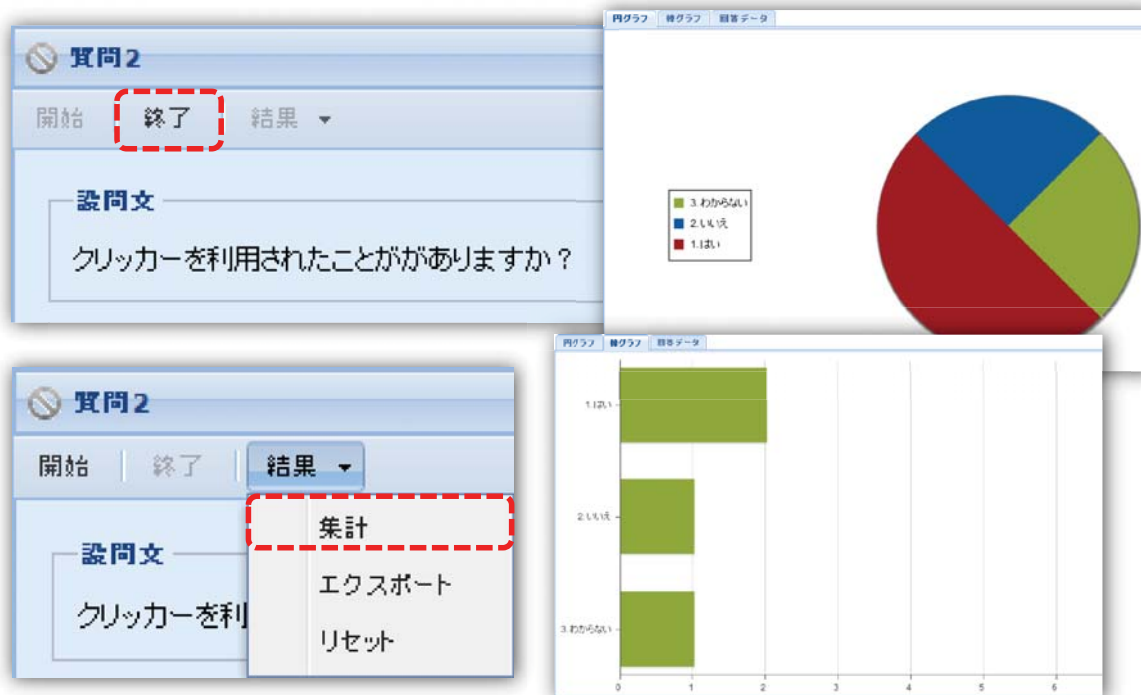 質問2
開始 終了 結果
設問文
クリッカーを利用されたことががありますか?
円グラフ 棒グラフ 回答データ
3.わからない
2.いいえ
1.はい
質問2
開始 終了 結果
集計
エクスポート
リセット
設問文
クリッカーを利
円グラフ 棒グラフ 回答データ
1.はい
2.いいえ
3.わからない
0 1 2 3 4 5 6